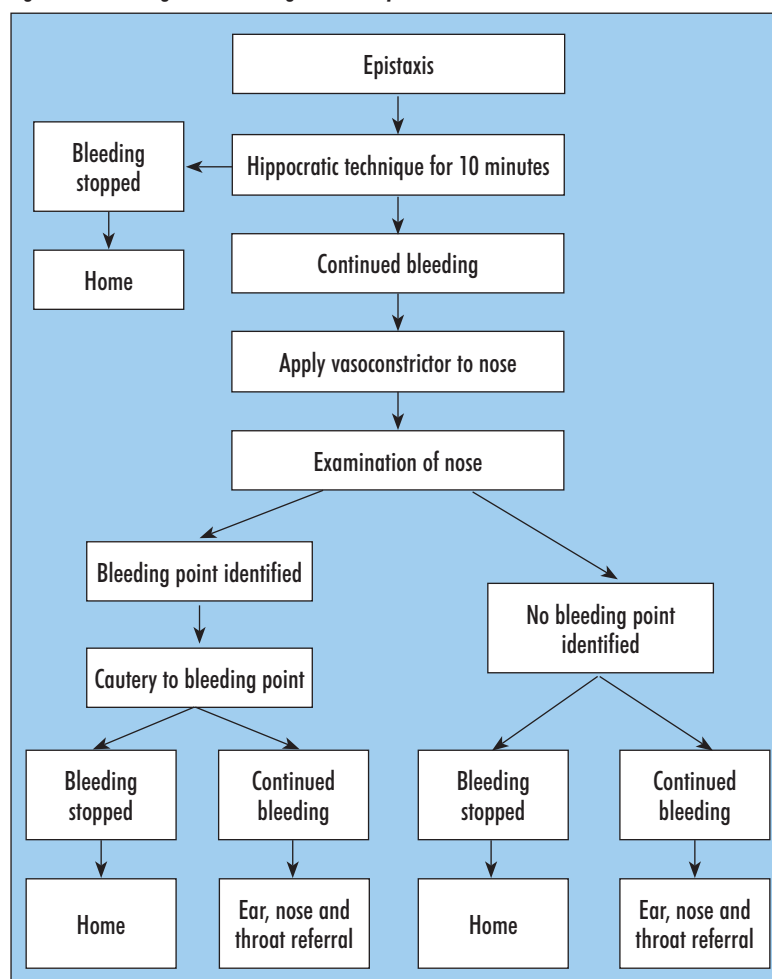 Epistaxis
Bleeding
stopped
Hippocratic technique for 10 minutes
Home
Continued bleeding
Apply vasoconstrictor to nose
Examination of nose
Bleeding point identified
No bleeding point
identified
Cautery to bleeding point
Bleeding
stopped
Continued
bleeding
Bleeding
stopped
Continued
bleeding
Home
Ear, nose and
throat referral
Home
Ear, nose and
throat referral